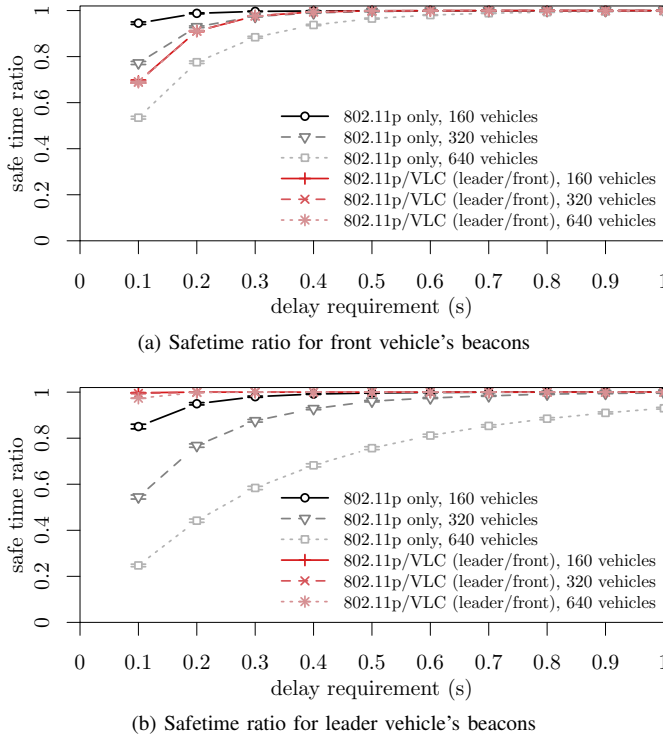 1
0.8
0.6
0.4
0.2
0
safe time ratio
802.11p only, 160 vehicles
802.11p only, 320 vehicles
802.11p only, 640 vehicles
802.11p/VLC (leader/front), 160 vehicles
802.11p/VLC (leader/front), 320 vehicles
802.11p/VLC (leader/front), 640 vehicles
0 0.1 0.2 0.3 0.4 0.5 0.6 0.7 0.8 0.9 1
delay requirement (s)
(a) Safetime ratio for front vehicle's beacons
1
0.8
0.6
0.4
0.2
0
safe time ratio
802.11p only, 160 vehicles
802.11p only, 320 vehicles
802.11p only, 640 vehicles
802.11p/VLC (leader/front), 160 vehicles
802.11p/VLC (leader/front), 320 vehicles
802.11p/VLC (leader/front), 640 vehicles
0 0.1 0.2 0.3 0.4 0.5 0.6 0.7 0.8 0.9 1
delay requirement (s)
(b) Safetime ratio for leader vehicle's beacons